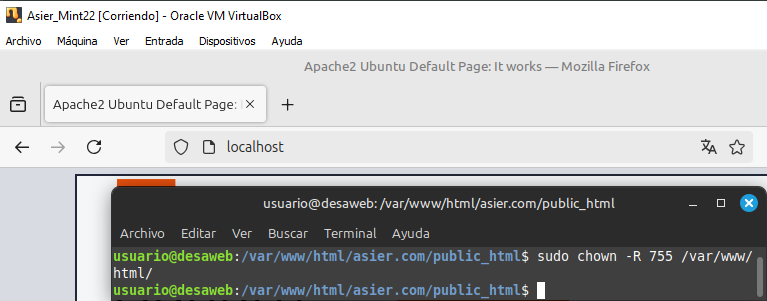 Asier_Mint22 [Corriendo] - Oracle VM VirtualBox
Archivo Máquina Ver Entrada Dispositivos Ayuda
Apache2 Ubuntu Default Page: It works — Mozilla Firefox
Apache2 Ubuntu Default Page:
localhost
usuario@desaweb: /var/www/html/asier.com/public_html
Archivo Editar Ver Buscar Terminal Ayuda
usuario@desaweb:/var/www/html/asier.com/public_html$ sudo chown -R 755 /var/www/
html/
usuario@desaweb:/var/www/html/asier.com/public_html$